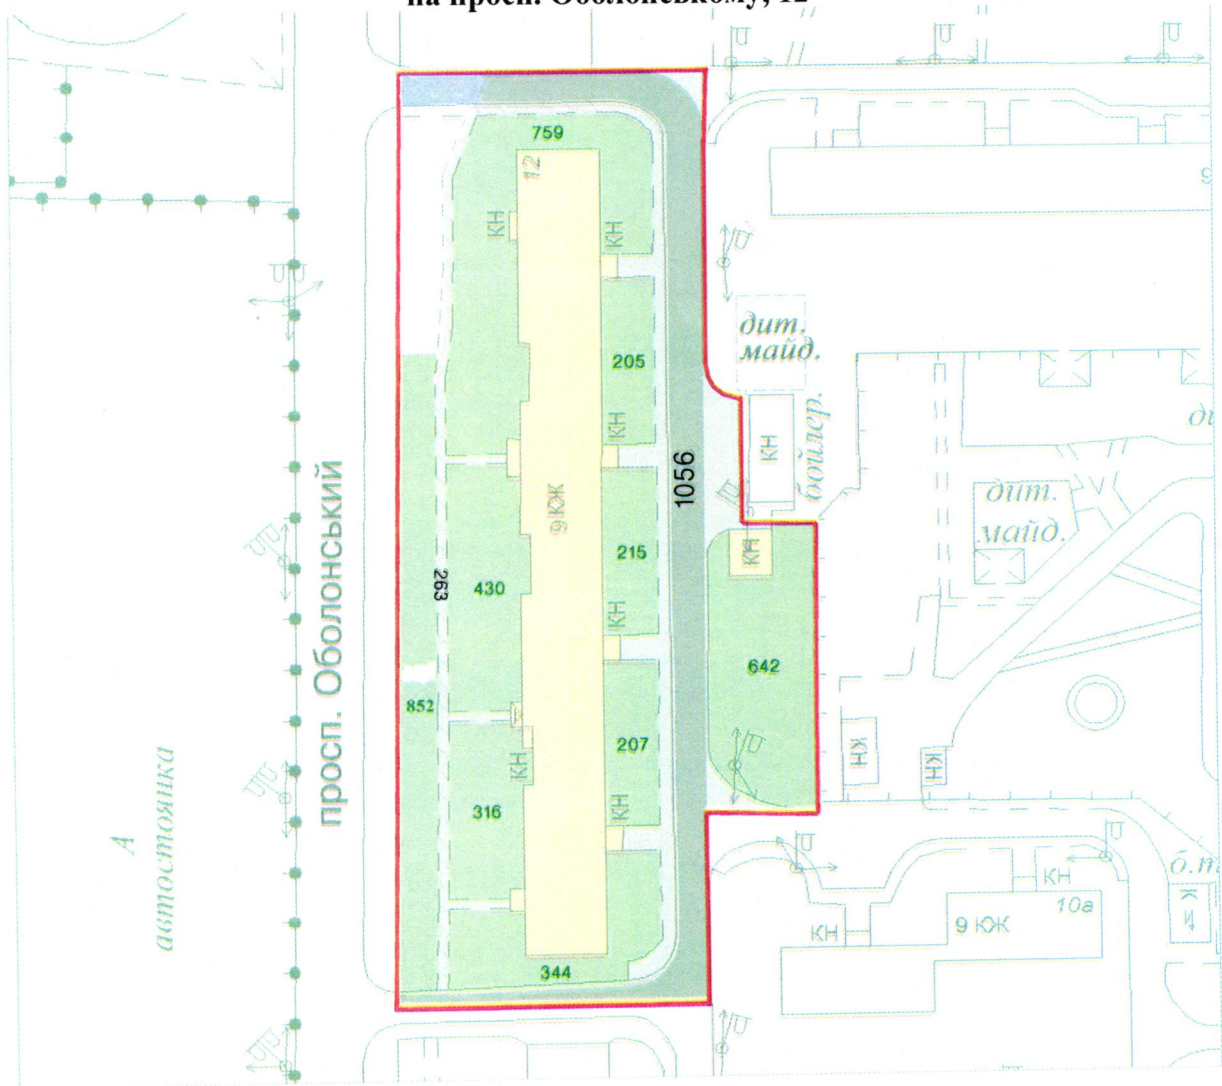 на просп. Оболонському, 12
759
12
КН
КН
дит.
майд.
205
КН
бойлер.
КН
1056
9 КЖ
дит.
майд.
215
КН
КН
263
430
просп. Оболонський
642
852
207
КН
КН
КН
КН
316
А
автостоянка
КН
10а
9 КЖ
КН
344